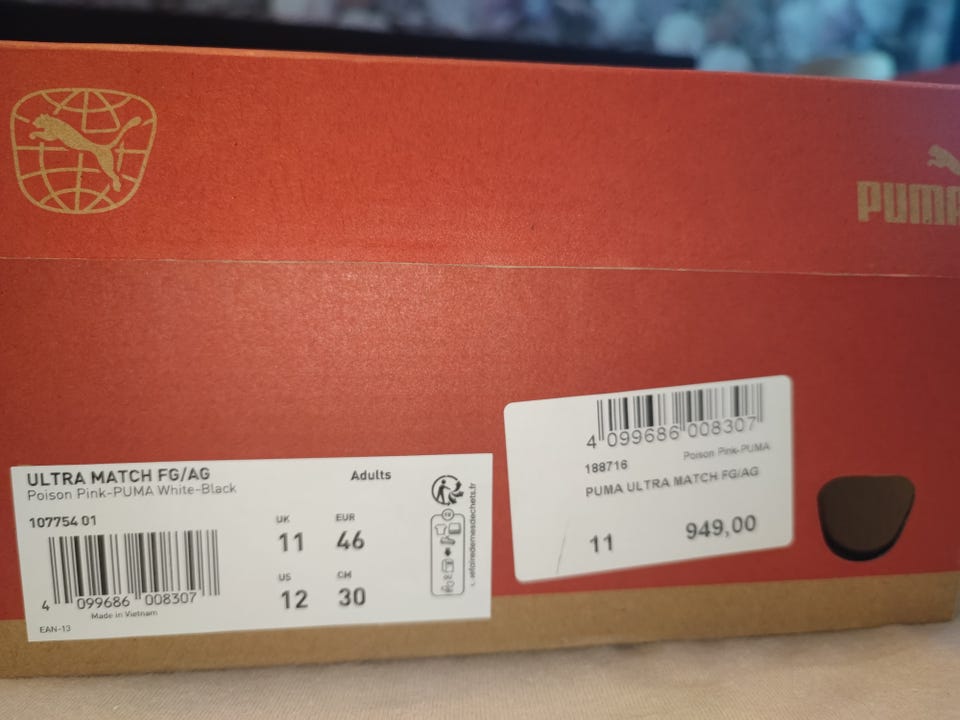 PUMA
ULTRA MATCH FG/AG
Adults
Poison Pink-PUMA White-Black
107754 01
UK
EUR
11
46
US
CM
12
30
4 099686 008307
Made in Vietnam
EAN-13
4 099686 008307
188716
Poison Pink-PUMA
PUMA ULTRA MATCH FG/AG
11
949,00